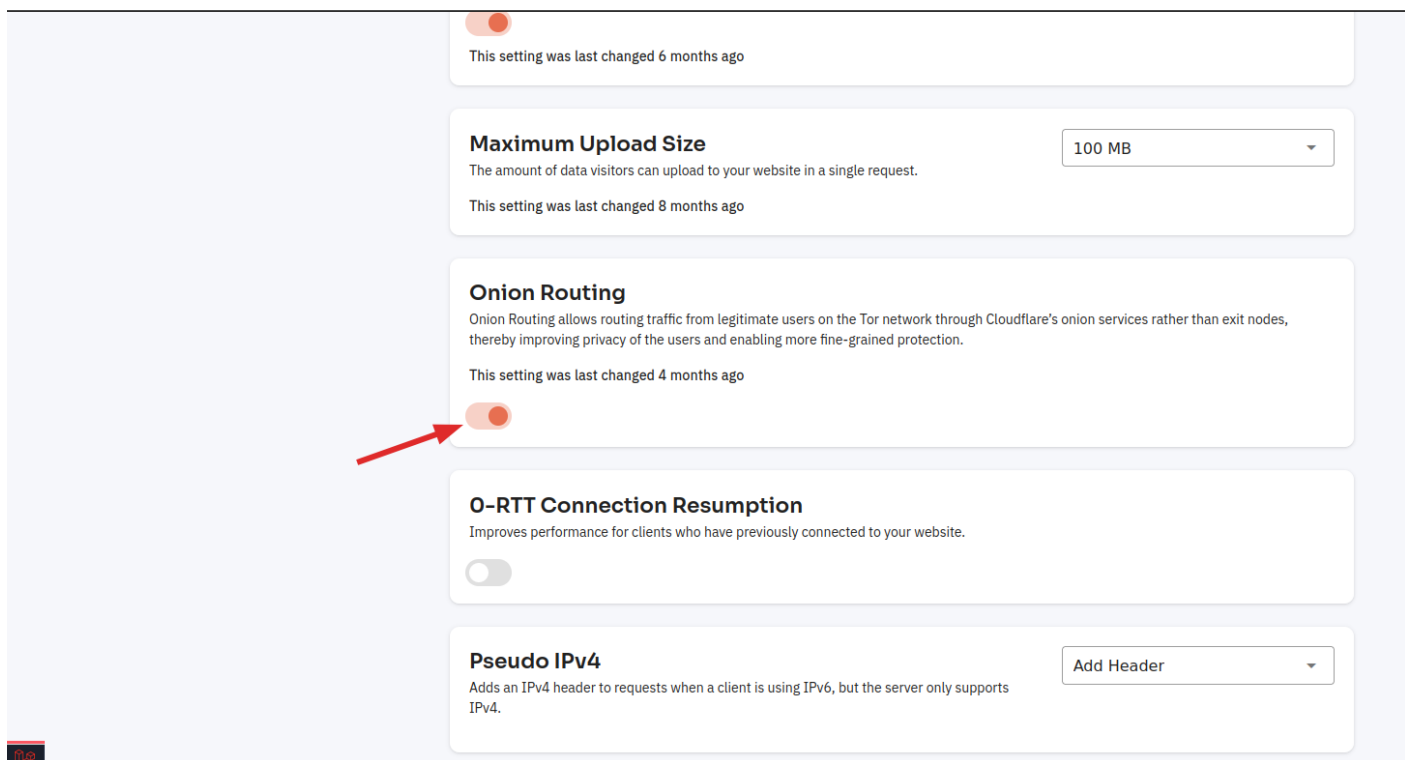 This setting was last changed 6 months ago
Maximum Upload Size
100 MB
The amount of data visitors can upload to your website in a single request.
This setting was last changed 8 months ago
Onion Routing
Onion Routing allows routing traffic from legitimate users on the Tor network through Cloudflare’s onion services rather than exit nodes,
thereby improving privacy of the users and enabling more fine-grained protection.
This setting was last changed 4 months ago
0-RTT Connection Resumption
Improves performance for clients who have previously connected to your website.
Pseudo IPv4
Add Header
Adds an IPv4 header to requests when a client is using IPv6, but the server only supports
IPv4.